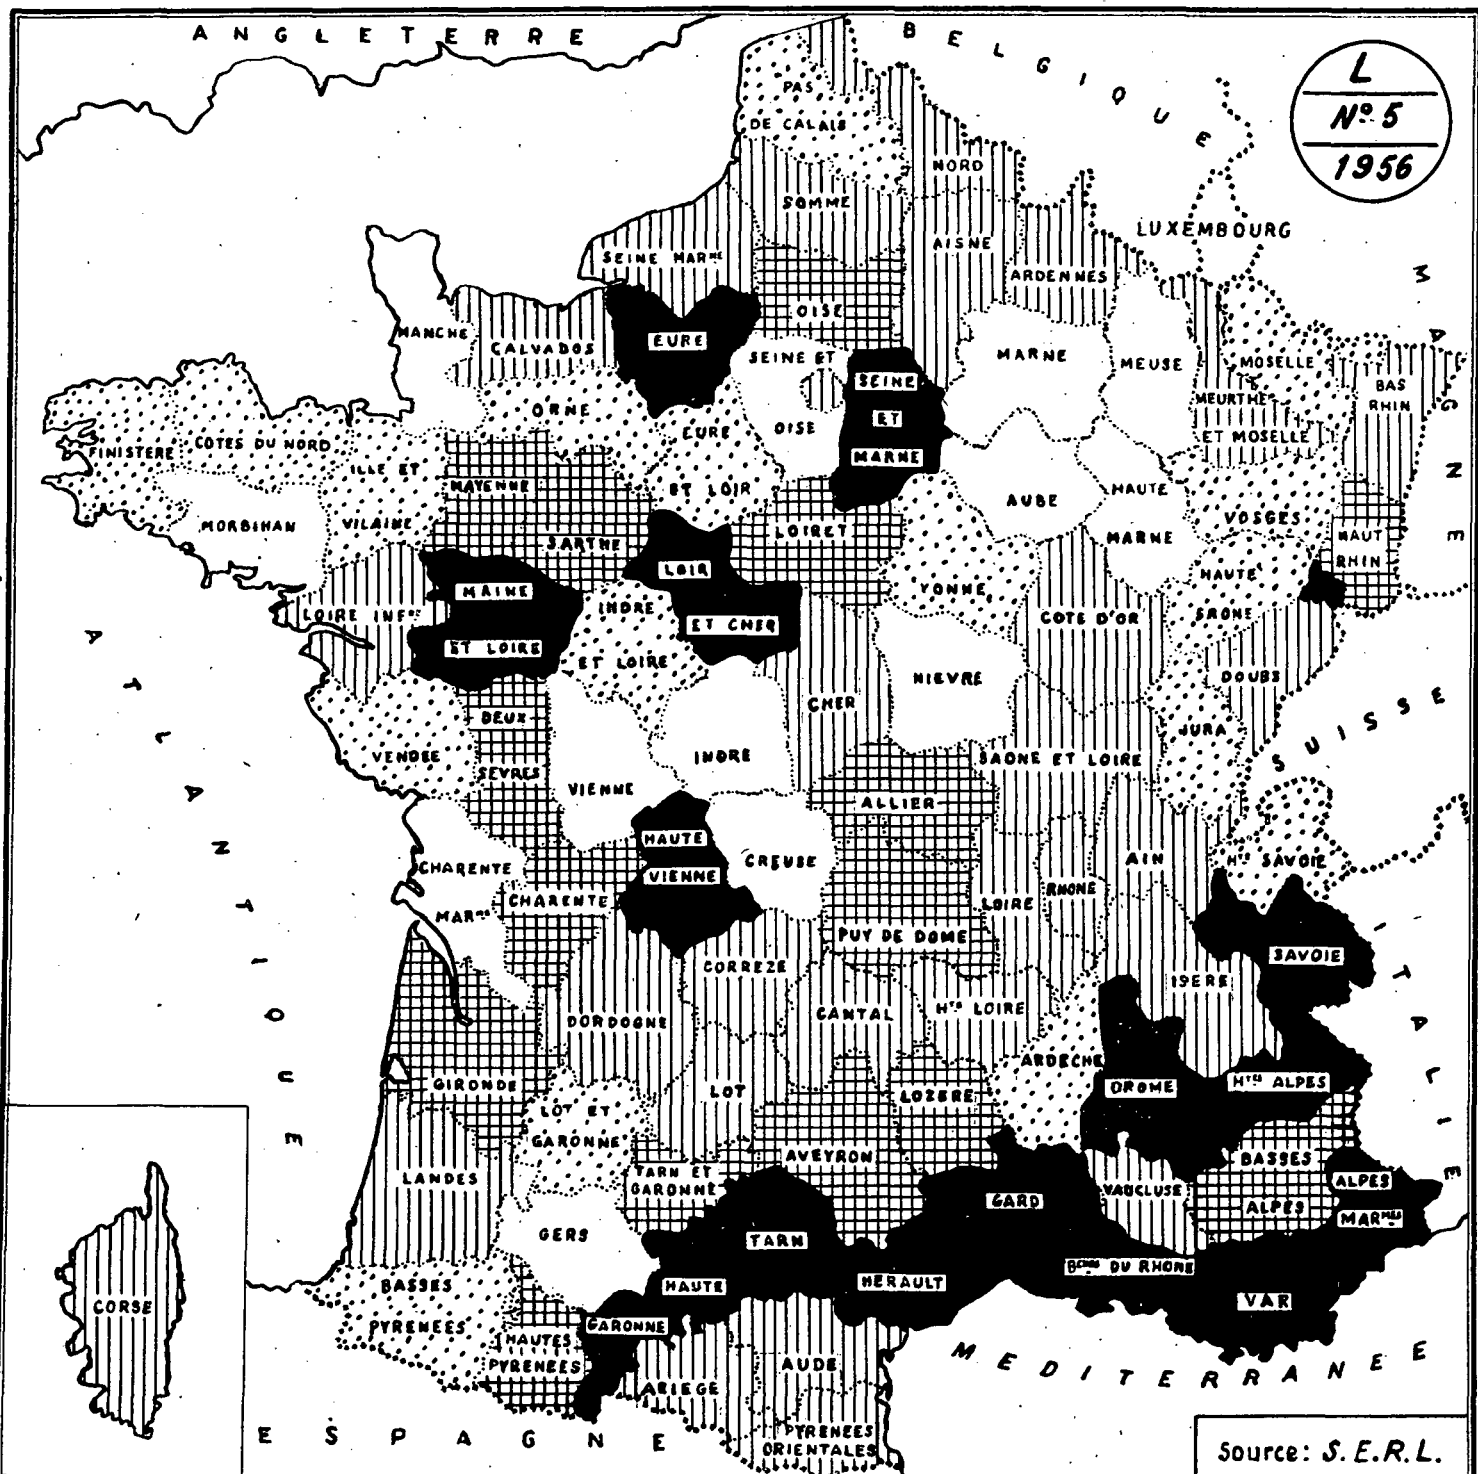 ANGLETERRE
BELGIQUE
L
Nº 5
1956
PAS
DE CALAIS
NORD
SOMME
LUXEMBOURG
SEINE MARME
AISNE
ARDENNES
MAGNE
OISE
MANCHE
CALVADOS
EURE
SEINE ET
OISE
MARNE
MEUSE
MOSELLE
BAS
RHIN
SEINE
ET
MARNE
MEURTHE
ET MOSELLE
ORNE
EURE
ET LOIR
FINISTERE
COTES DU NORD
ILLE ET
VILAINE
MAYENNE
MORBIHAN
SARTHE
LOIRET
AUBE
HAUTE
MARNE
VOSGES
HAUT
RHIN
LOIR
ET CHER
YONNE
HAUTE
SAONE
LOIRE INFRE
MAINE
ET LOIRE
INDRE
ET LOIRE
COTE D'OR
DOUBS
NIEVRE
CHER
ATLANTIQUE
VENDEE
DEUX
SEVRES
VIENNE
INDRE
SAONE ET LOIRE
JURA
SUISSE
ALLIER
HAUTE
VIENNE
CREUSE
AIN
HTE SAVOIE
CHARENTE
MARME
CHARENTE
LOIRE
RHONE
PUY DE DOME
SAVOIE
ITALIE
CORREZE
ISERE
DORDOGNE
CANTAL
HTE LOIRE
GIRONDE
LOT
LOZERE
ARDECHE
DROME
HTES ALPES
LOT ET
GARONNE
AVEYRON
BASSES
ALPES
LANDES
TARN ET
GARONNE
GARD
VAUCLUSE
ALPES
MARMES
GERS
TARN
BCHES DU RHONE
BASSES
PYRENEES
HAUTE
GARONNE
HERAULT
VAR
CORSE
HAUTES
PYRENEES
ARIEGE
AUDE
MEDITERRANEE
PYRENEES
ORIENTALES
ESPAGNE
Source: S.E.R.L.